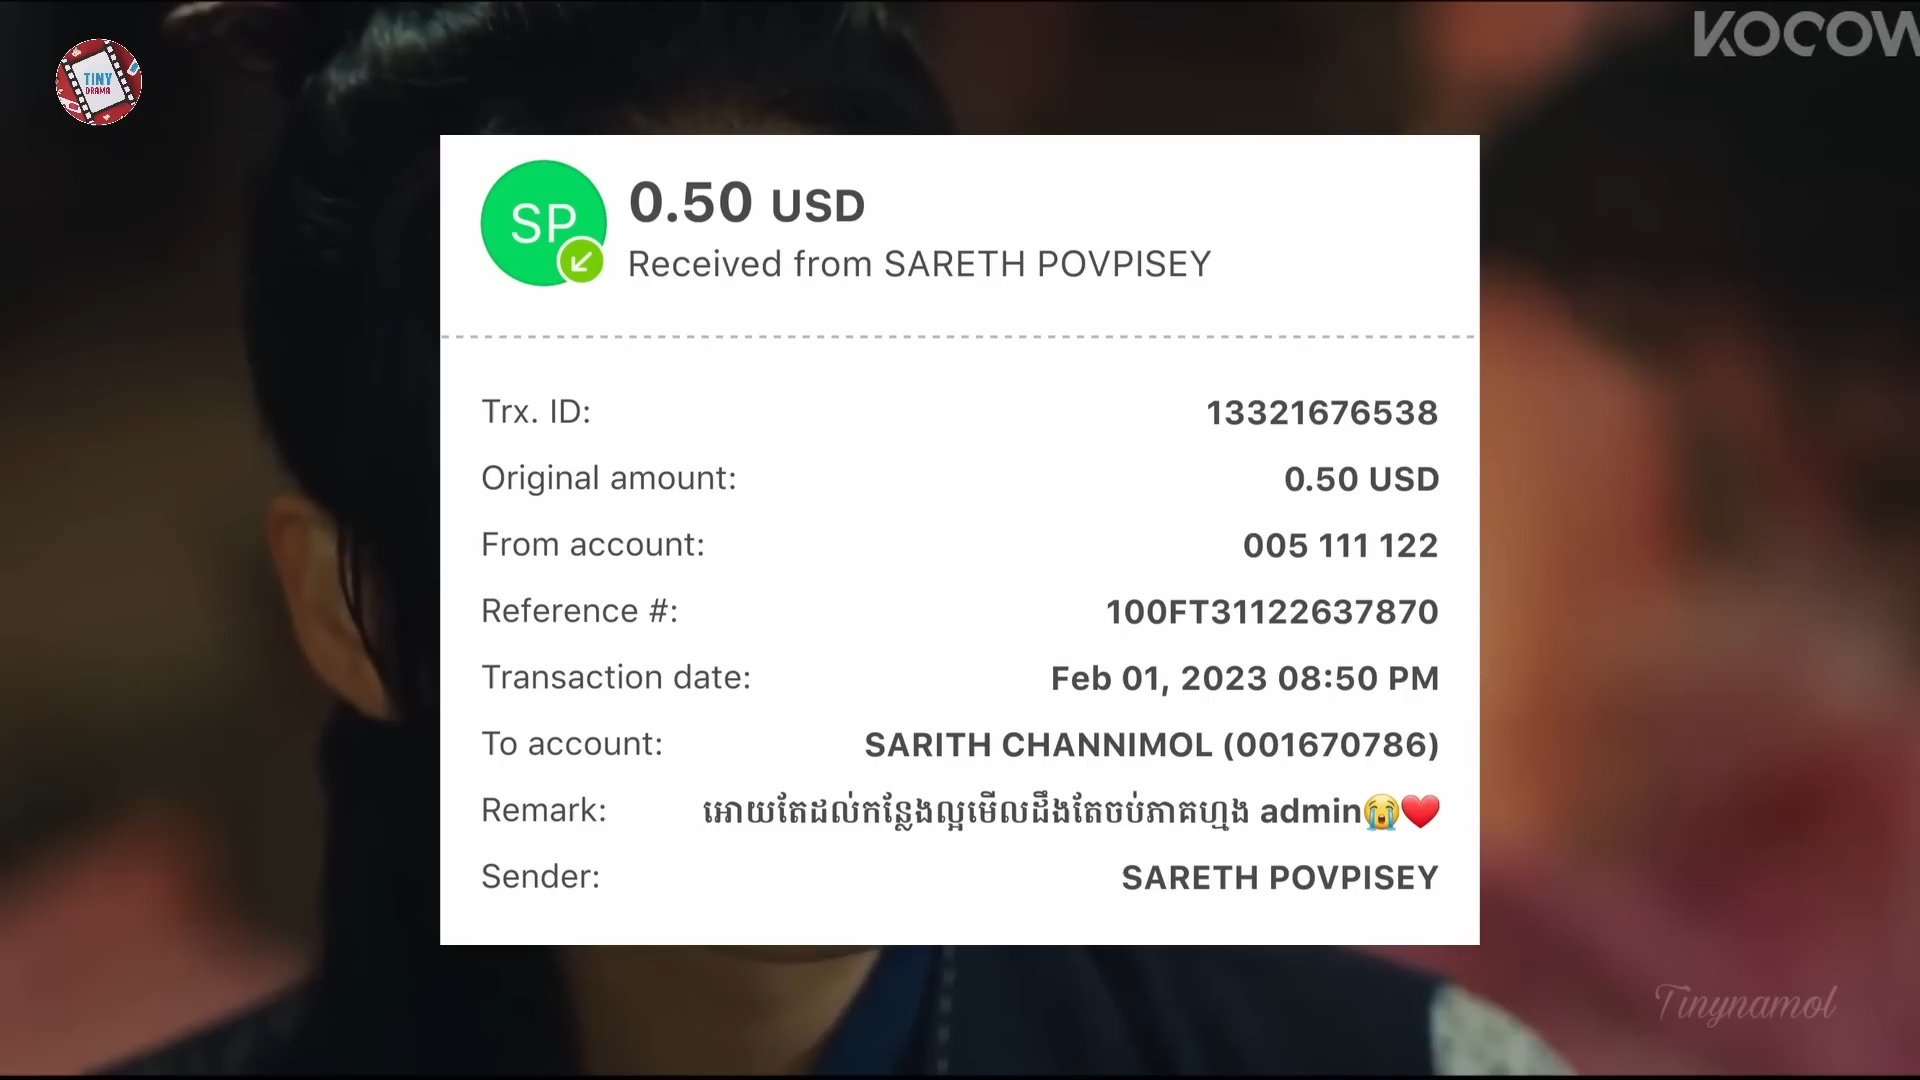 KOCOW
TINY
DRAMA
SP
0.50 USD
Received from SARETH POVPISEY
Trx. ID: 13321676538
Original amount: 0.50 USD
From account: 005 111 122
Reference #: 100FT31122637870
Transaction date: Feb 01, 2023 08:50 PM
To account: SARITH CHANNIMOL (001670786)
Remark: អោយតែដល់កន្លែងល្អមើលដឹងតែចប់ភាគហ្មង admin😭❤️
Sender: SARETH POVPISEY
Tinynamol